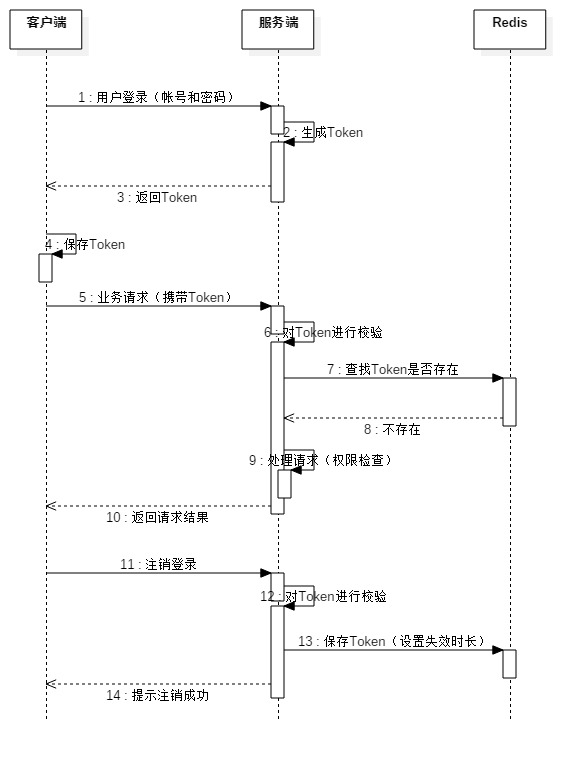 客户端
服务端
Redis
1 : 用户登录（帐号和密码）
2 : 生成Token
3 : 返回Token
4 : 保存Token
5 : 业务请求（携带Token）
6 : 对Token进行校验
7 : 查找Token是否存在
8 : 不存在
9 : 处理请求（权限检查）
10 : 返回请求结果
11 : 注销登录
12 : 对Token进行校验
13 : 保存Token（设置失效时长）
14 : 提示注销成功